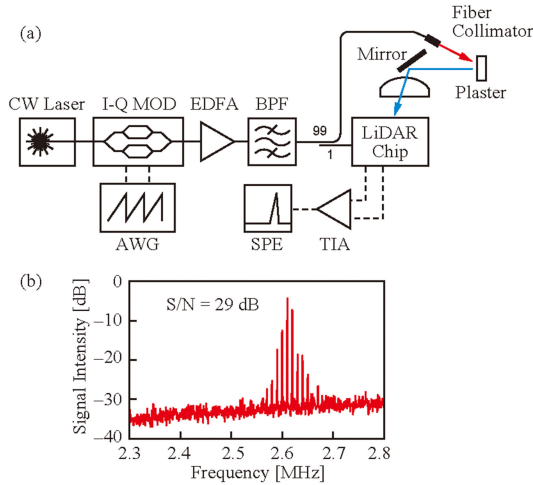 (a)
Fiber
Collimator
Mirror
Plaster
CW Laser
I-Q MOD
EDFA
BPF
99
1
LiDAR
Chip
AWG
SPE
TIA
(b)
S/N = 29 dB
Signal Intensity [dB]
0
−10
−20
−30
−40
2.3 2.4 2.5 2.6 2.7 2.8
Frequency [MHz]